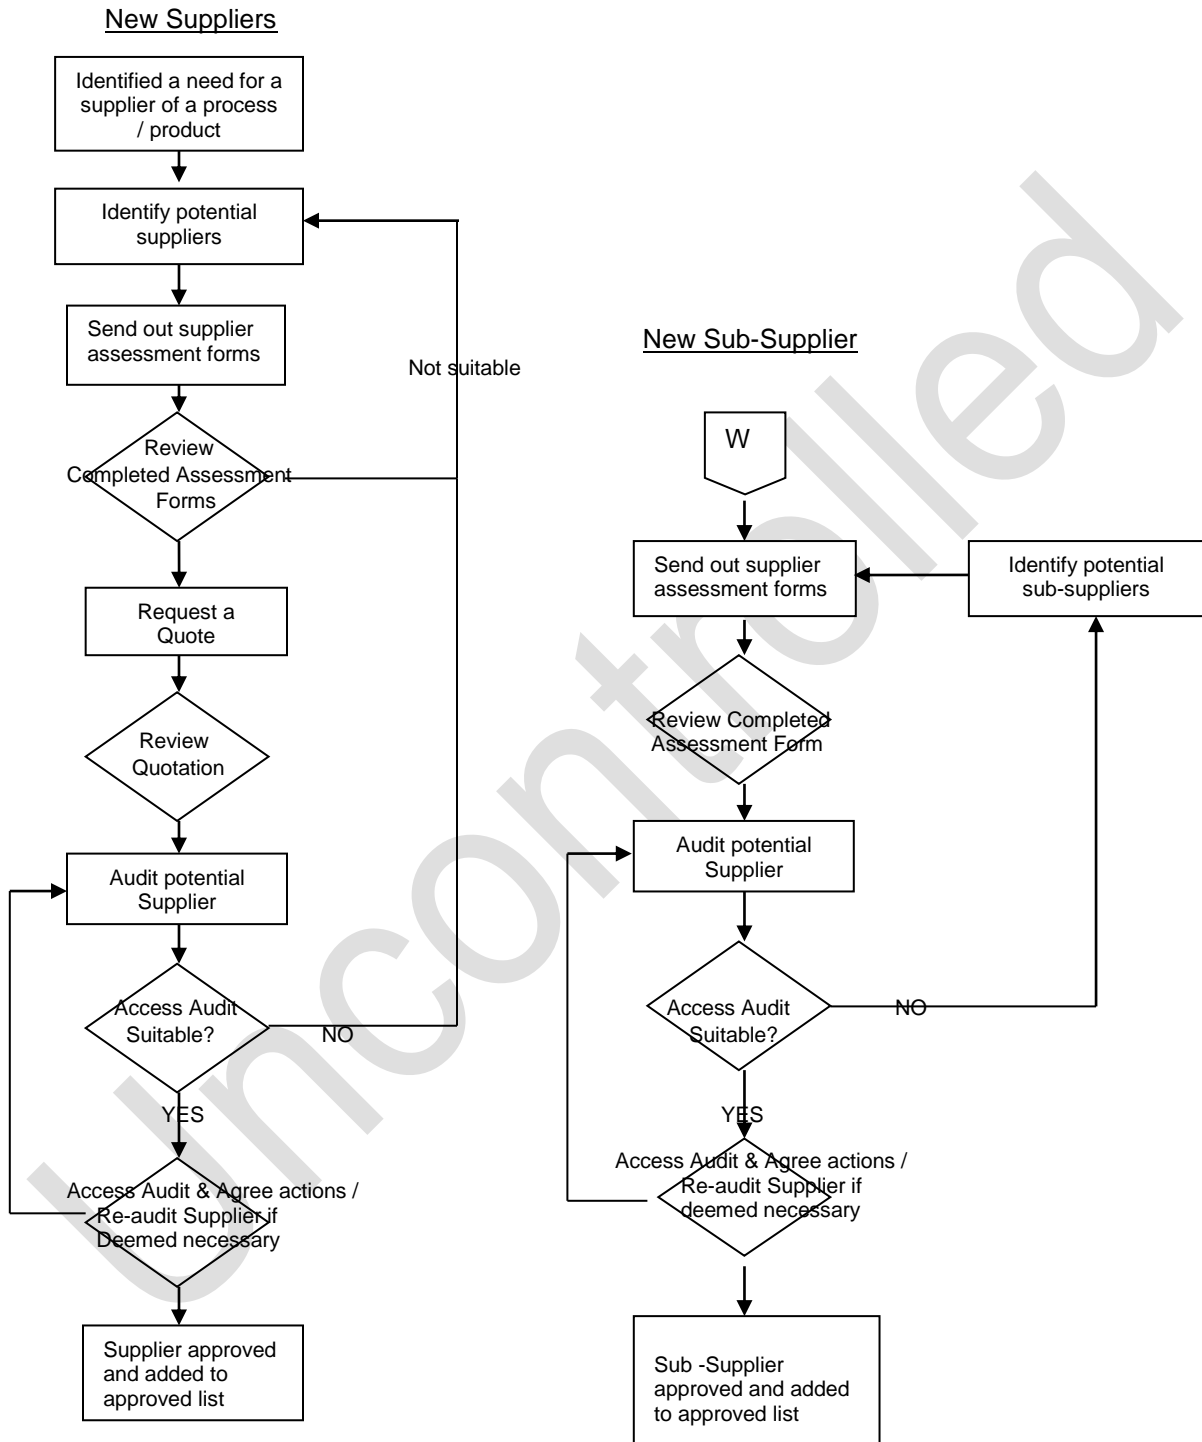 New Suppliers
Identified a need for a
supplier of a process
/ product
Identify potential
suppliers
Send out supplier
assessment forms
Not suitable
Review
Completed Assessment
Forms
Request a
Quote
Review
Quotation
Audit potential
Supplier
Access Audit
Suitable?
NO
YES
Access Audit & Agree actions /
Re-audit Supplier if
Deemed necessary
Supplier approved
and added to
approved list
New Sub-Supplier
W
Send out supplier
assessment forms
Identify potential
sub-suppliers
Review Completed
Assessment Form
Audit potential
Supplier
Access Audit
Suitable?
NO
YES
Access Audit & Agree actions /
Re-audit Supplier if
deemed necessary
Sub -Supplier
approved and added
to approved list
Uncontrolled